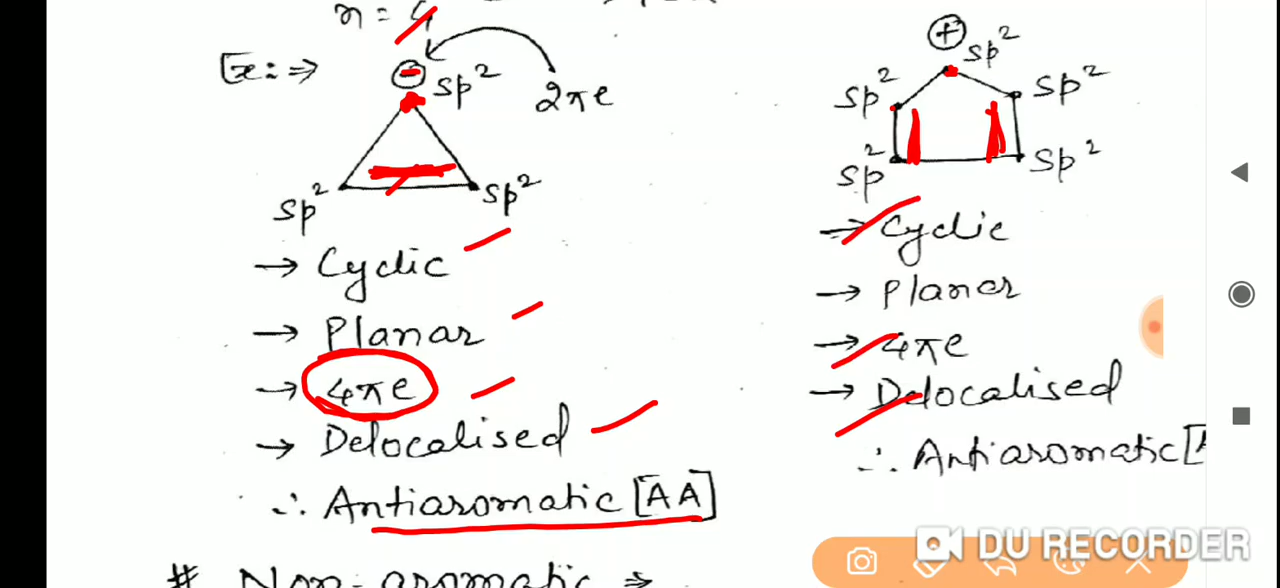 n = 4
Ex: ⇒
⊖ sp²
2πe
sp² sp²
→ Cyclic
→ Planar
→ 4πe
→ Delocalised
∴ Antiaromatic [AA]
# Non-aromatic ⇒
⊕ sp²
sp² sp²
sp² sp²
→ Cyclic
→ Planer
→ 4πe
→ Delocalised
∴ Antiaromatic [
DU RECORDER